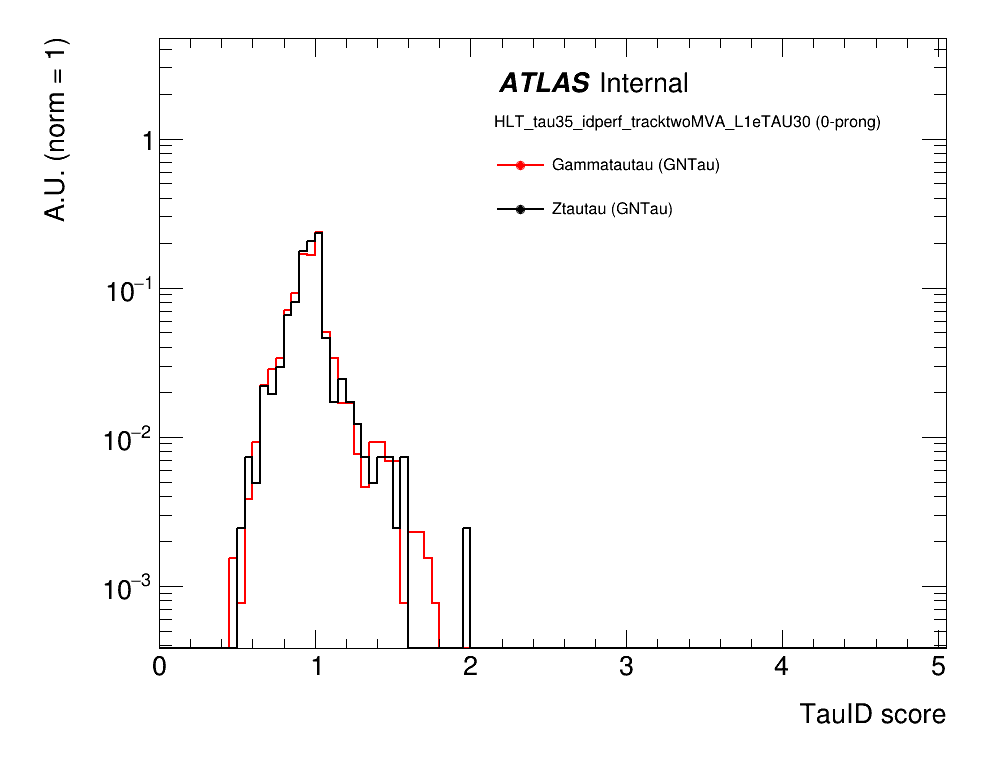 A.U. (norm = 1)
ATLAS Internal
HLT_tau35_idperf_tracktwoMVA_L1eTAU30 (0-prong)
Gammatautau (GNTau)
Ztautau (GNTau)
1
10⁻¹
10⁻²
10⁻³
0 1 2 3 4 5
TauID score